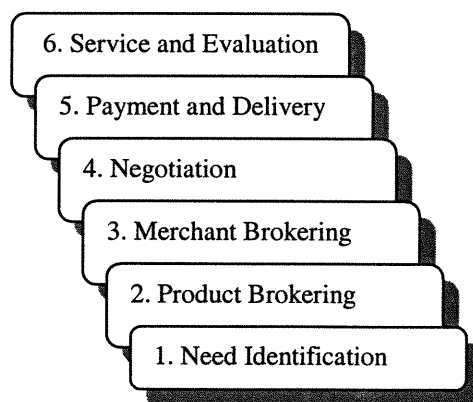 6. Service and Evaluation
5. Payment and Delivery
4. Negotiation
3. Merchant Brokering
2. Product Brokering
1. Need Identification